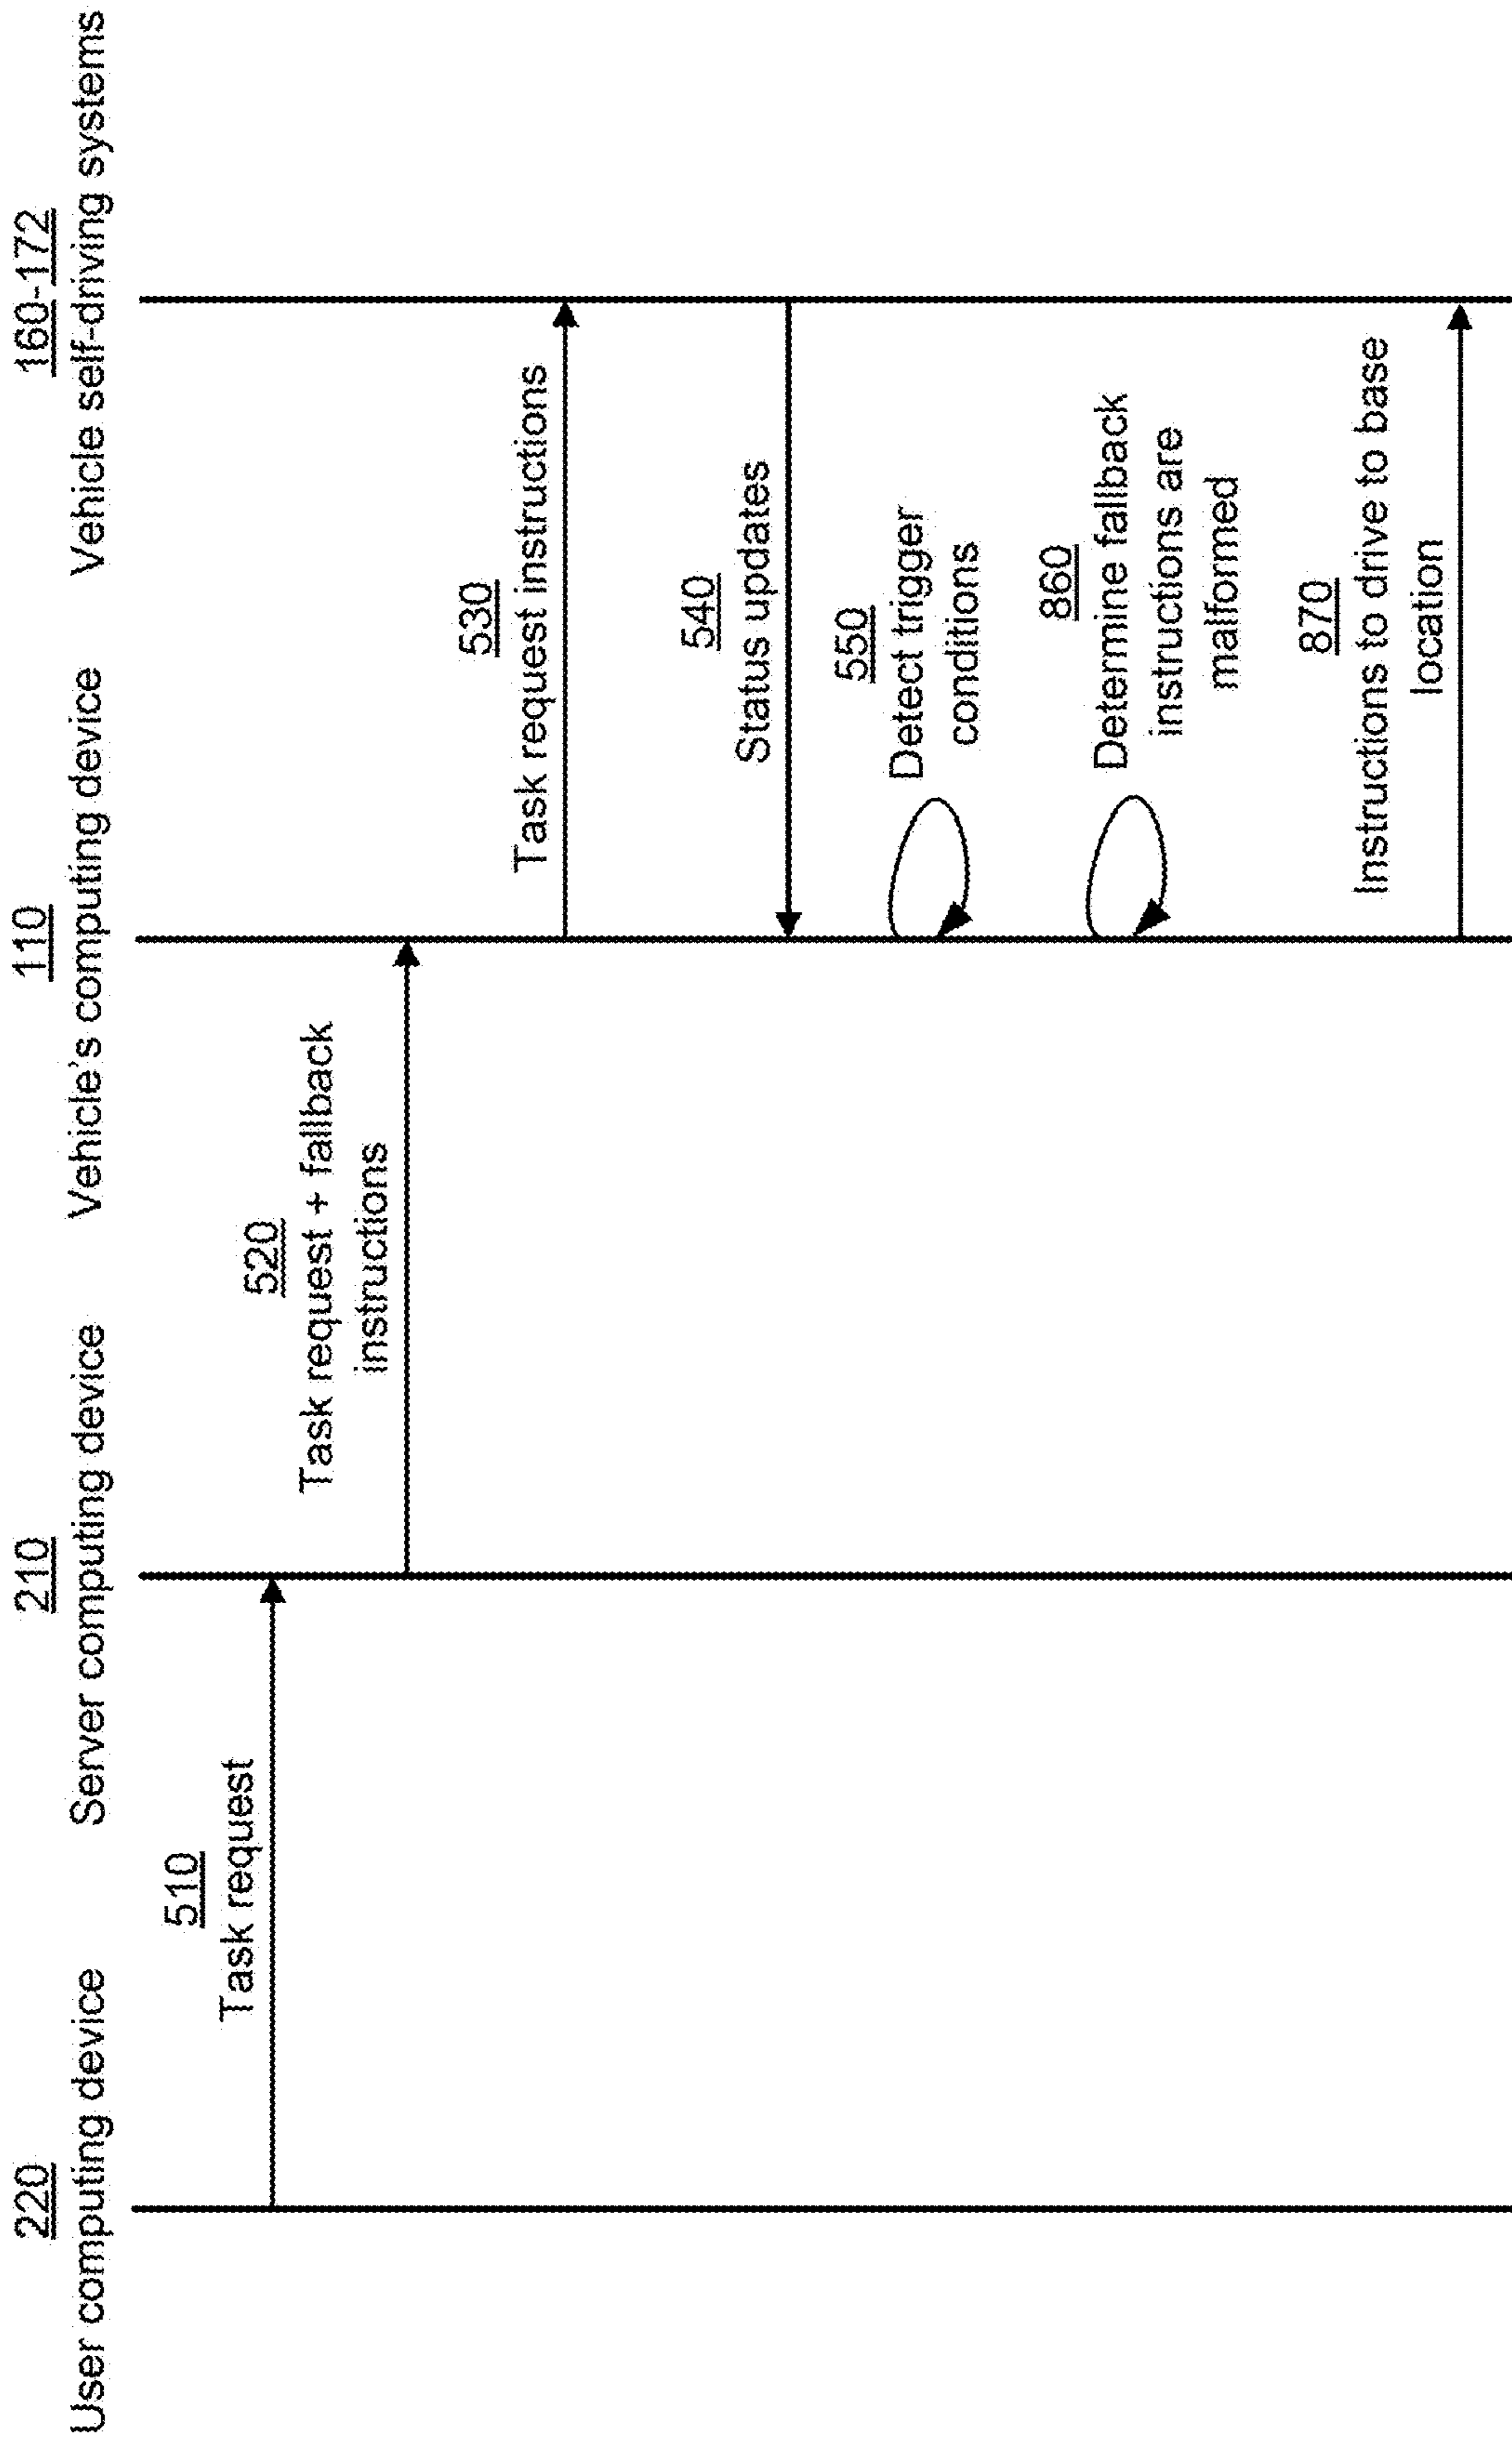 220
User computing device
210
Server computing device
110
Vehicle's computing device
160-172
Vehicle self-driving systems
510
Task request
520
Task request + fallback
instructions
530
Task request instructions
540
Status updates
550
Detect trigger
conditions
860
Determine fallback
instructions are
malformed
870
Instructions to drive to base
location